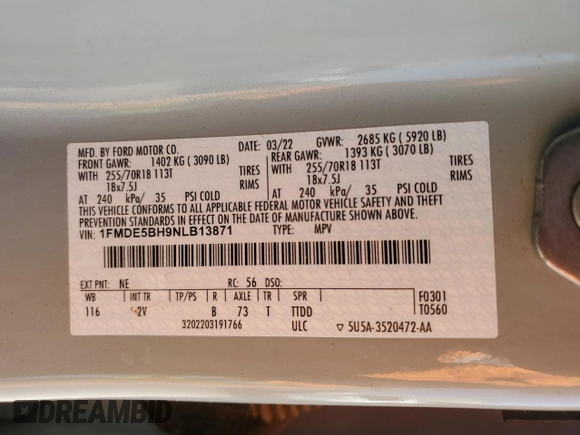 MFD. BY FORD MOTOR CO.
DATE: 03/22 GVWR: 2685 KG ( 5920 LB)
FRONT GAWR: 1402 KG ( 3090 LB) REAR GAWR: 1393 KG ( 3070 LB)
WITH 255/70R18 113T TIRES WITH 255/70R18 113T TIRES
18x7.5J RIMS 18x7.5J RIMS
AT 240 kPa/ 35 PSI COLD AT 240 kPa/ 35 PSI COLD
THIS VEHICLE CONFORMS TO ALL APPLICABLE FEDERAL MOTOR VEHICLE SAFETY AND THEFT
PREVENTION STANDARDS IN EFFECT ON THE DATE OF MANUFACTURE SHOWN ABOVE.
VIN: 1FMDE5BH9NLB13871 TYPE: MPV
EXT PNT: NE RC: 56 DSO:
WB INT TR TP/PS R AXLE TR SPR F0301
116 2V B 73 T TTDD T0560
3202203191766 ULC ▽ 5U5A-3520472-AA
DREAMBID